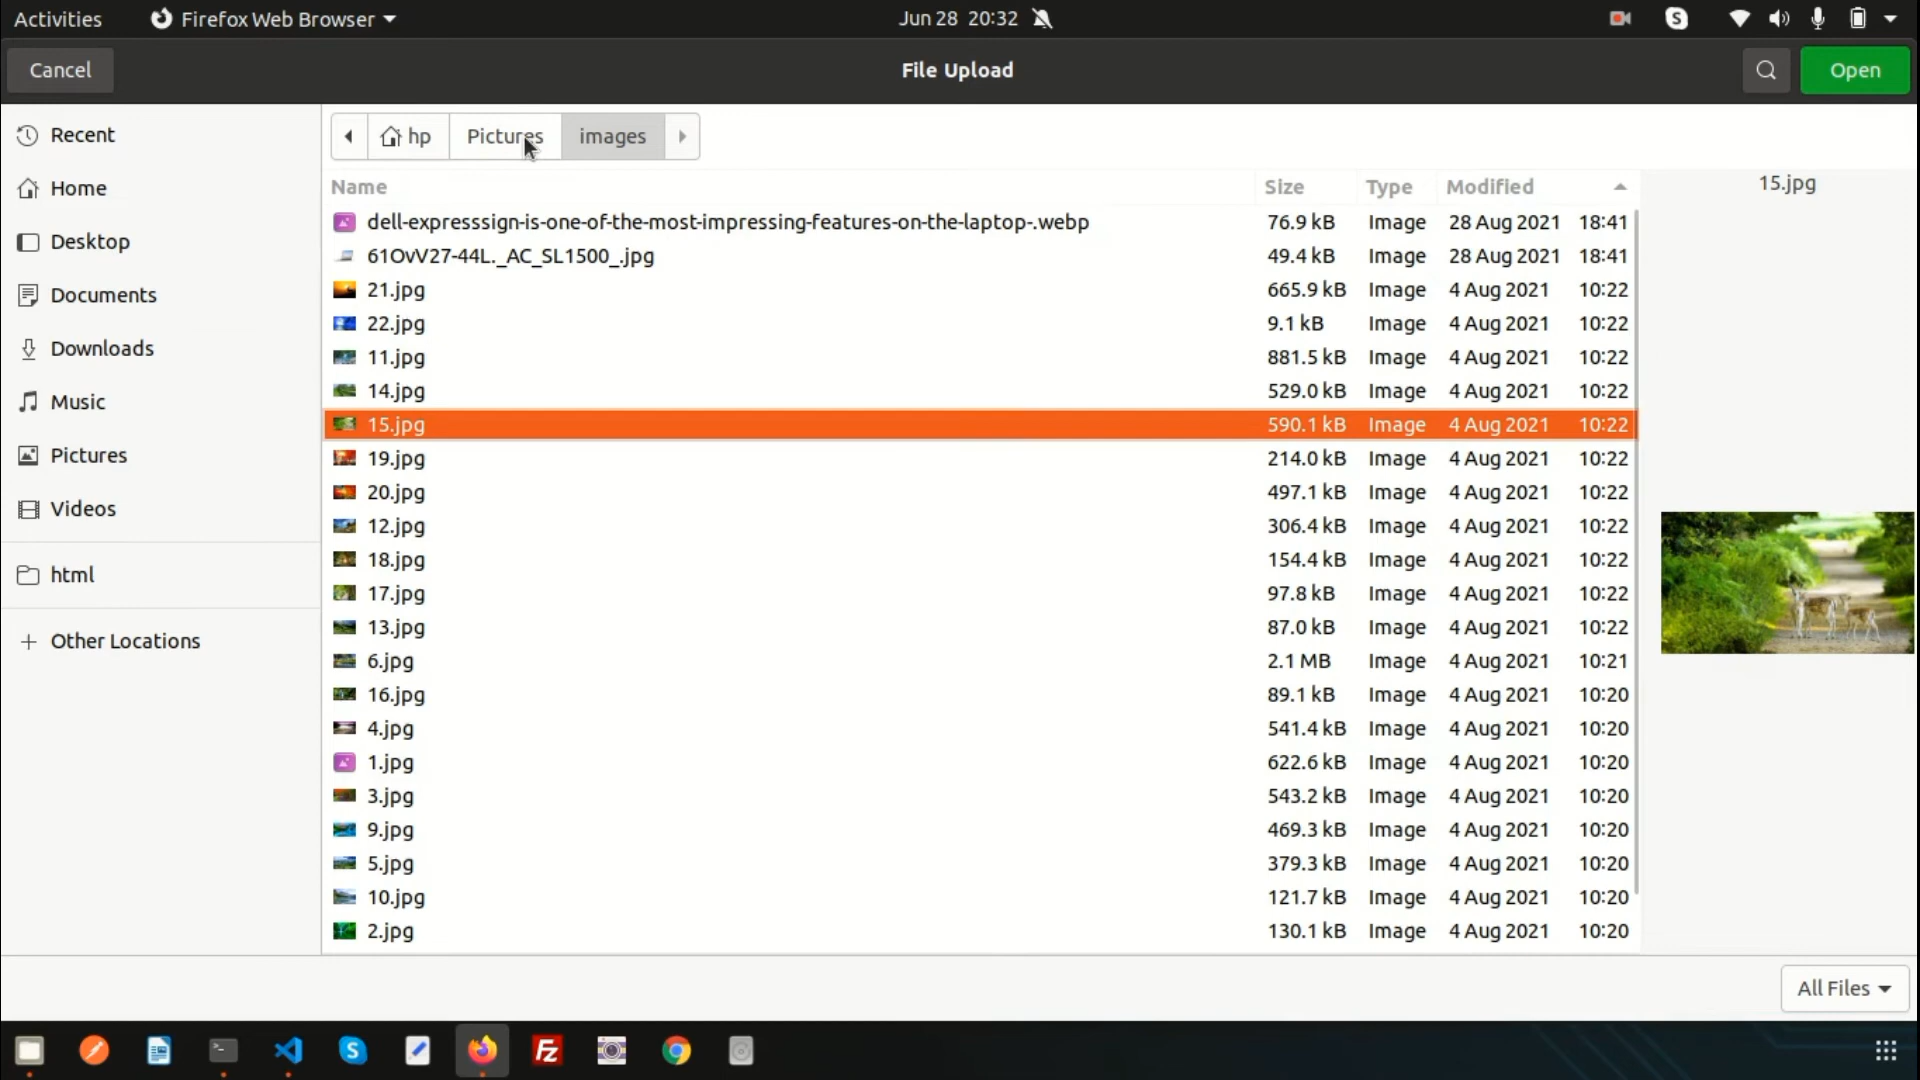 Activities Firefox Web Browser Jun 28 20:32
Cancel File Upload Open
Recent
Home
Desktop
Documents
Downloads
Music
Pictures
Videos
html
Other Locations
hp Pictures images
Name Size Type Modified
dell-expresssign-is-one-of-the-most-impressing-features-on-the-laptop-.webp 76.9 kB Image 28 Aug 2021 18:41
61OvV27-44L._AC_SL1500_.jpg 49.4 kB Image 28 Aug 2021 18:41
21.jpg 665.9 kB Image 4 Aug 2021 10:22
22.jpg 9.1 kB Image 4 Aug 2021 10:22
11.jpg 881.5 kB Image 4 Aug 2021 10:22
14.jpg 529.0 kB Image 4 Aug 2021 10:22
15.jpg 590.1 kB Image 4 Aug 2021 10:22
19.jpg 214.0 kB Image 4 Aug 2021 10:22
20.jpg 497.1 kB Image 4 Aug 2021 10:22
12.jpg 306.4 kB Image 4 Aug 2021 10:22
18.jpg 154.4 kB Image 4 Aug 2021 10:22
17.jpg 97.8 kB Image 4 Aug 2021 10:22
13.jpg 87.0 kB Image 4 Aug 2021 10:22
6.jpg 2.1 MB Image 4 Aug 2021 10:21
16.jpg 89.1 kB Image 4 Aug 2021 10:20
4.jpg 541.4 kB Image 4 Aug 2021 10:20
1.jpg 622.6 kB Image 4 Aug 2021 10:20
3.jpg 543.2 kB Image 4 Aug 2021 10:20
9.jpg 469.3 kB Image 4 Aug 2021 10:20
5.jpg 379.3 kB Image 4 Aug 2021 10:20
10.jpg 121.7 kB Image 4 Aug 2021 10:20
2.jpg 130.1 kB Image 4 Aug 2021 10:20
15.jpg
All Files